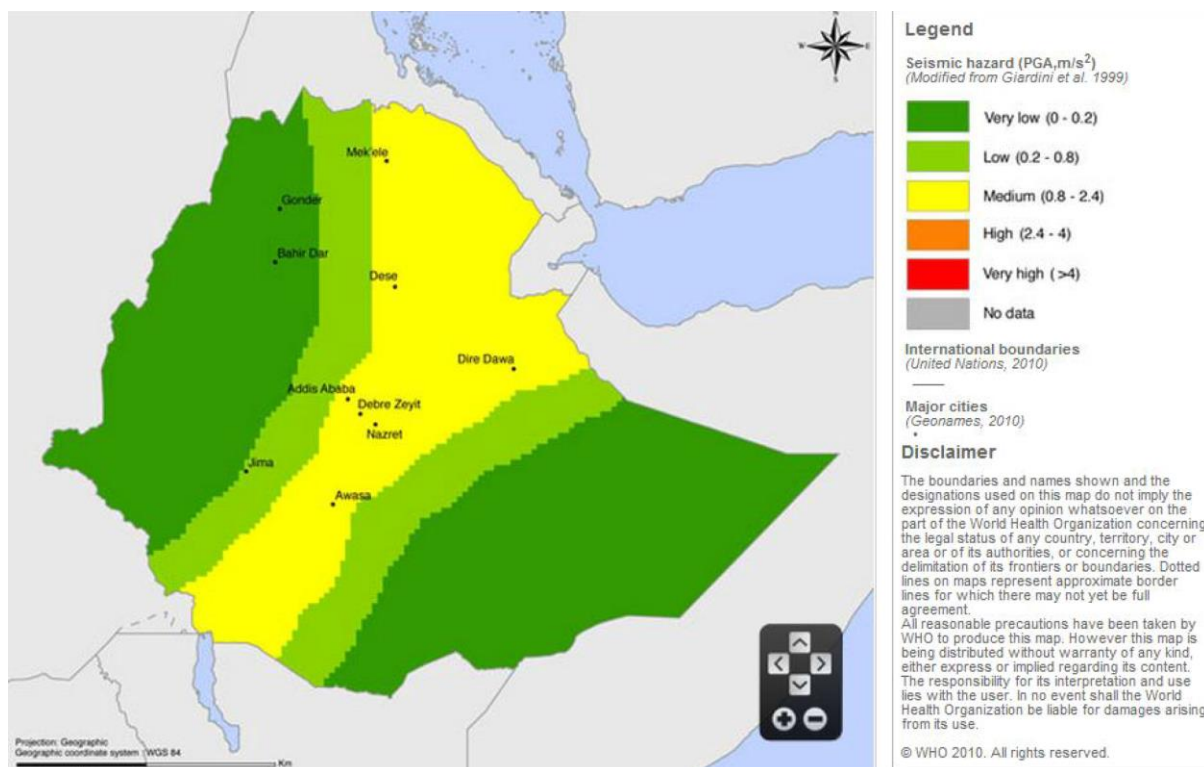 N
W
E
S
Mek'ele
Gonder
Bahir Dar
Dese
Dire Dawa
Addis Ababa
Debre Zeyit
Nazret
Jima
Awasa
Projection: Geographic
Geographic coordinate system : WGS 84
Km
Legend
Seismic hazard (PGA,m/s²)
(Modified from Giardini et al. 1999)
Very low (0 - 0.2)
Low (0.2 - 0.8)
Medium (0.8 - 2.4)
High (2.4 - 4)
Very high ( >4)
No data
International boundaries
(United Nations, 2010)
Major cities
(Geonames, 2010)
Disclaimer
The boundaries and names shown and the
designations used on this map do not imply the
expression of any opinion whatsoever on the
part of the World Health Organization concerning
the legal status of any country, territory, city or
area or of its authorities, or concerning the
delimitation of its frontiers or boundaries. Dotted
lines on maps represent approximate border
lines for which there may not yet be full
agreement.
All reasonable precautions have been taken by
WHO to produce this map. However this map is
being distributed without warranty of any kind,
either express or implied regarding its content.
The responsibility for its interpretation and use
lies with the user. In no event shall the World
Health Organization be liable for damages arising
from its use.
© WHO 2010. All rights reserved.